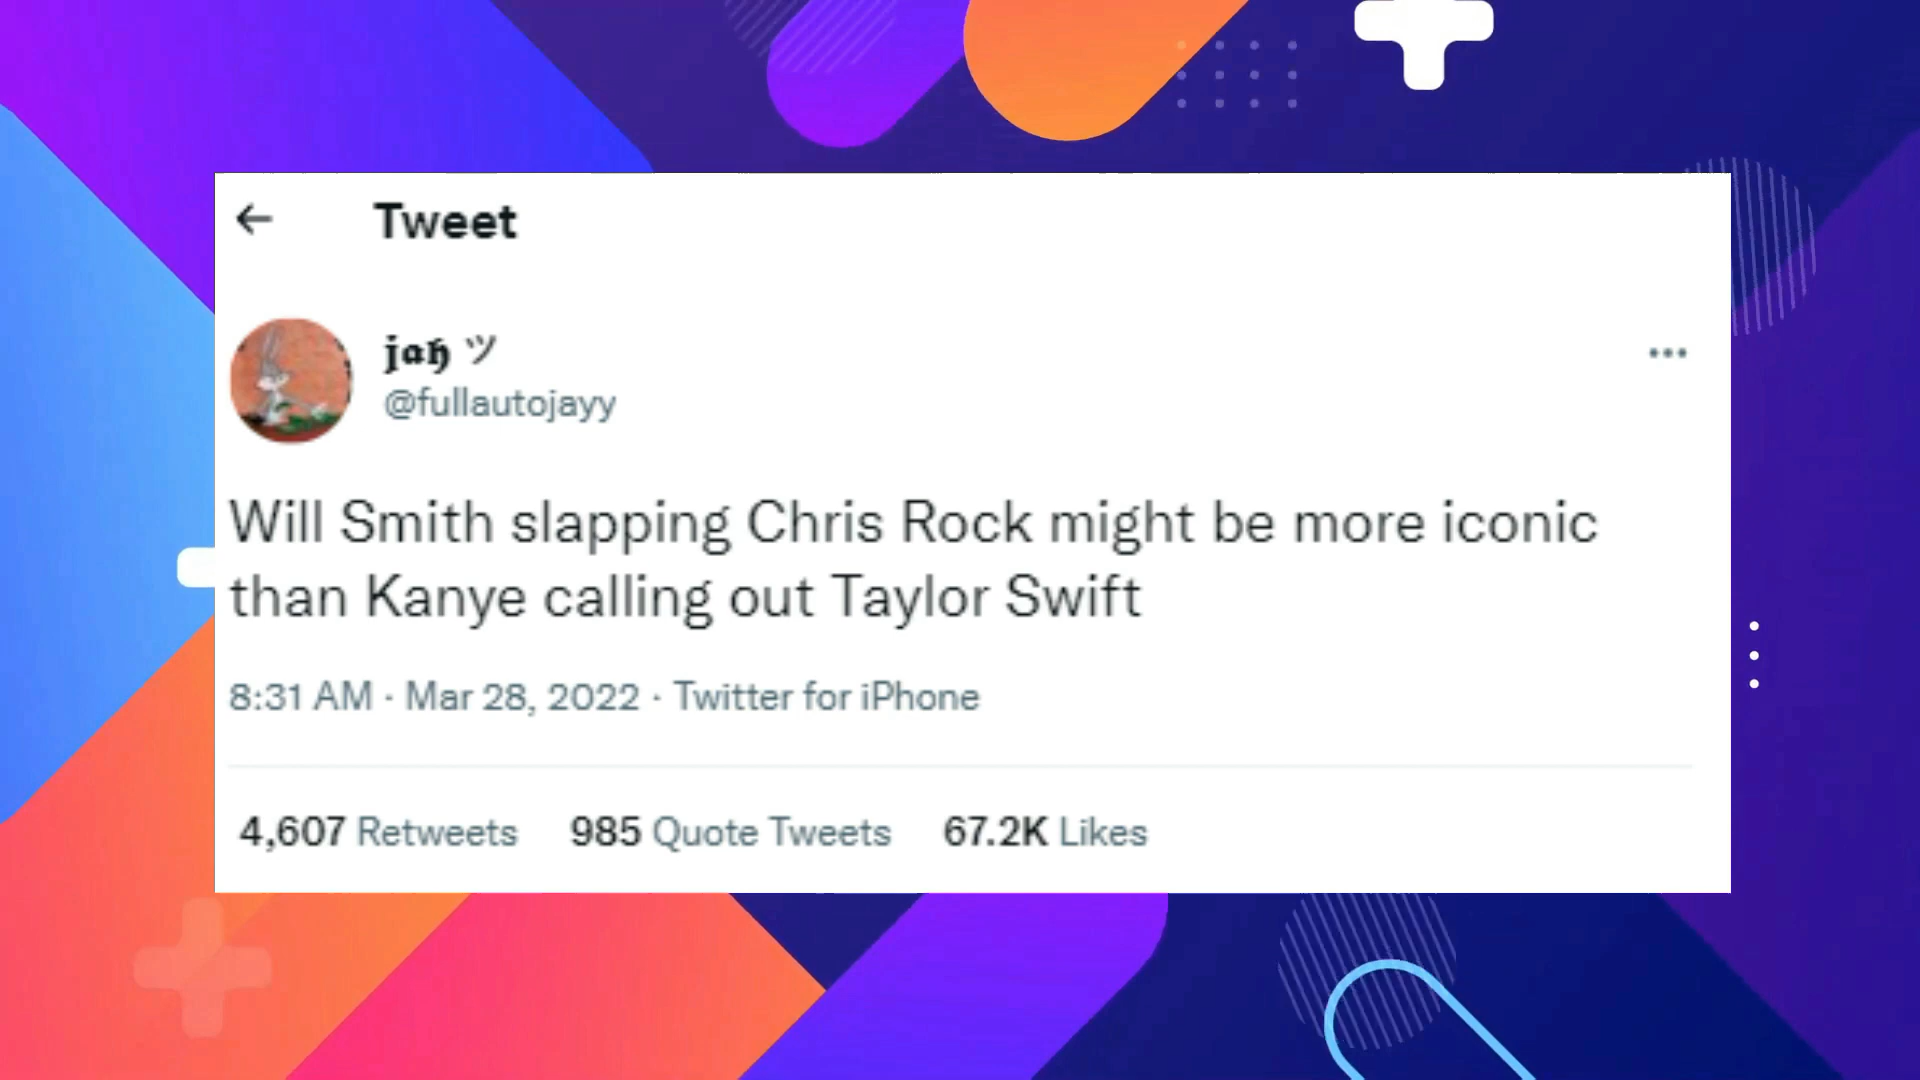 Tweet
𝖏𝖆𝖍 ツ
@fullautojayy
Will Smith slapping Chris Rock might be more iconic
than Kanye calling out Taylor Swift
8:31 AM · Mar 28, 2022 · Twitter for iPhone
4,607 Retweets 985 Quote Tweets 67.2K Likes